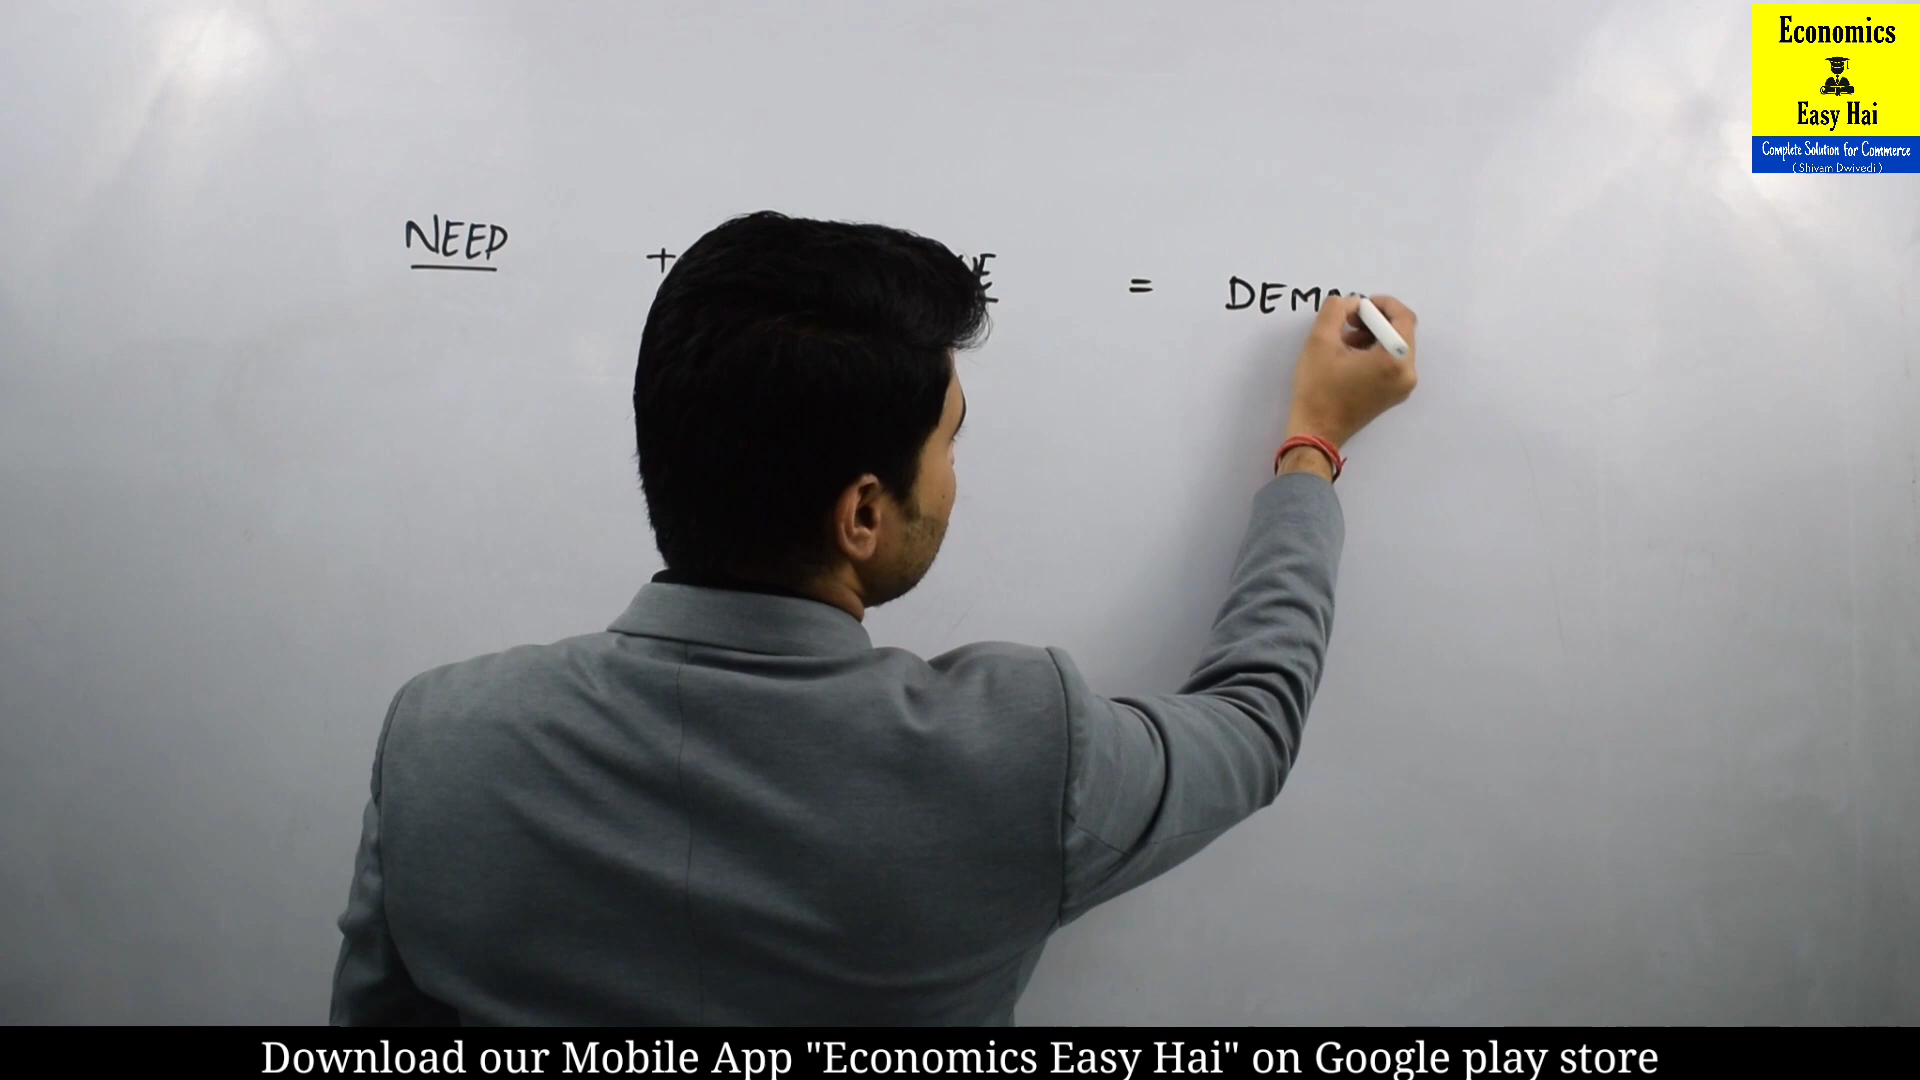 Economics
Easy Hai
Complete Solution for Commerce
(Shivam Dwivedi)
NEED + = 
Download our Mobile App "Economics Easy Hai" on Google play store